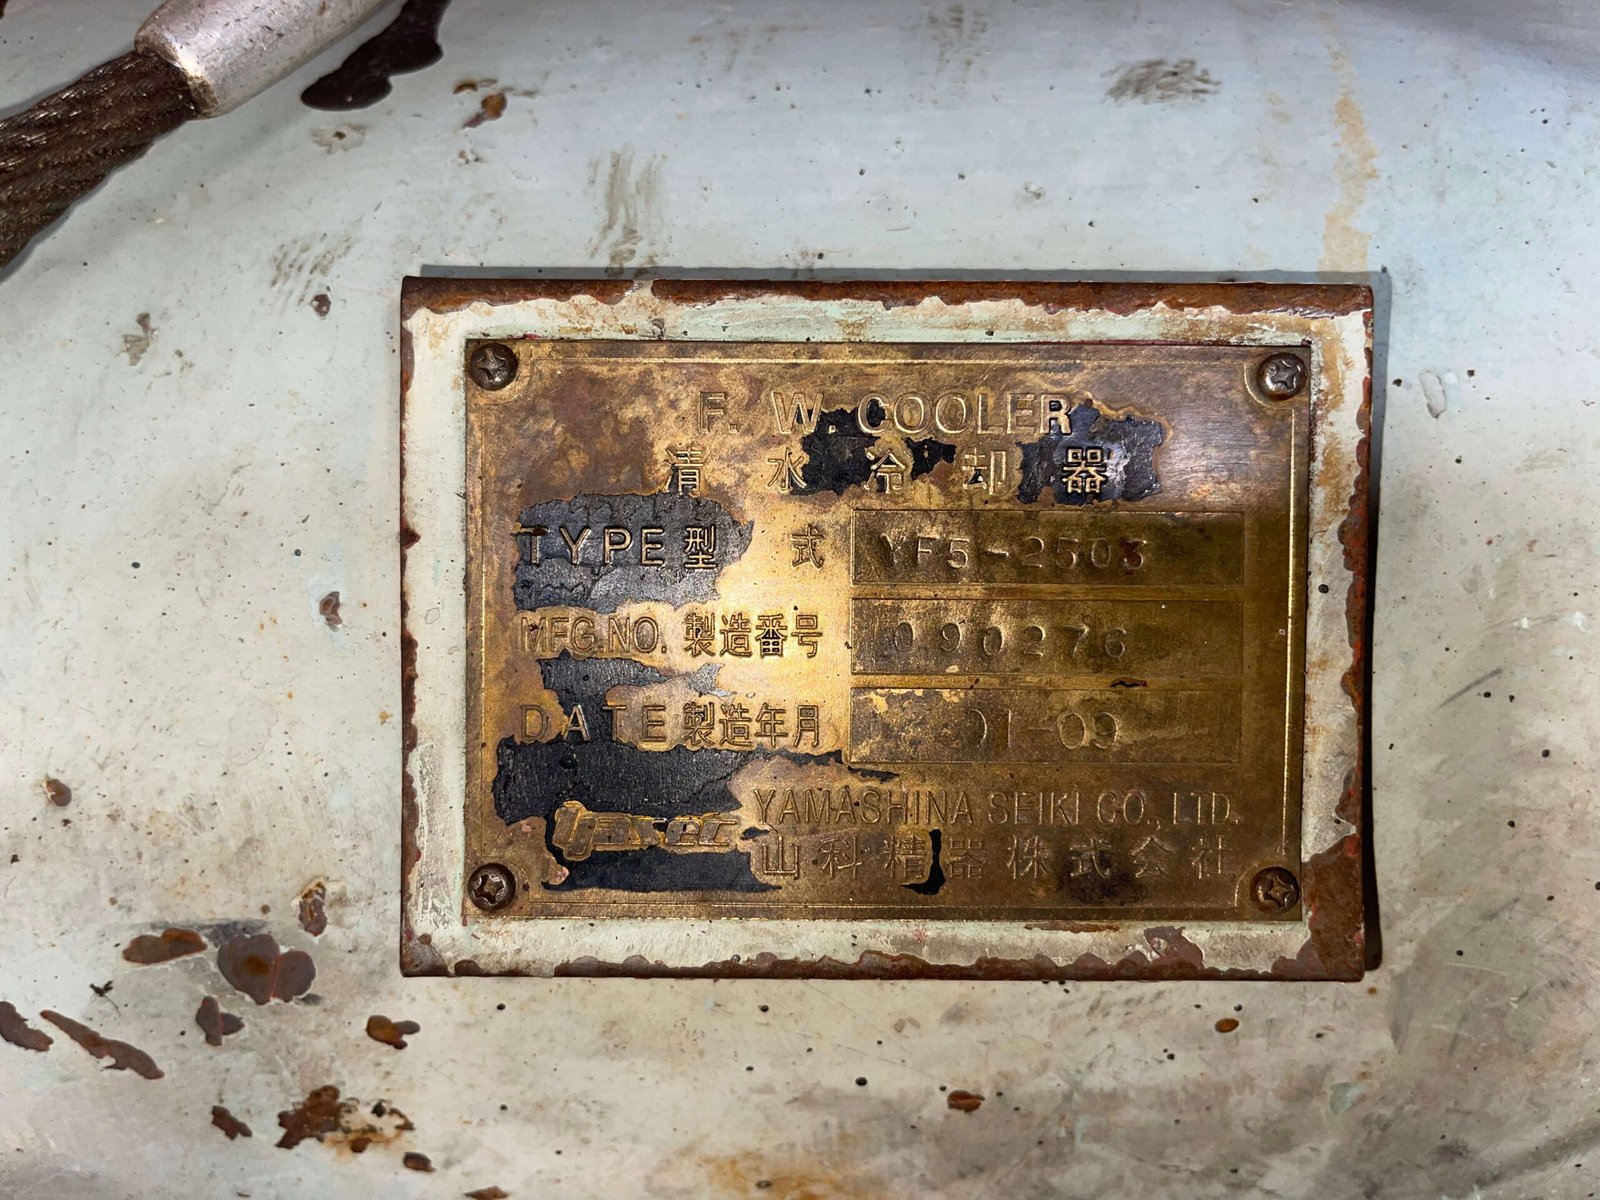 F. W. COOLER
清水冷却器
TYPE 型式 YF5-2503
MFG.NO. 製造番号 090276
DATE 製造年月 01-09
YAMASHINA SEIKI CO., LTD.
山科精器株式会社